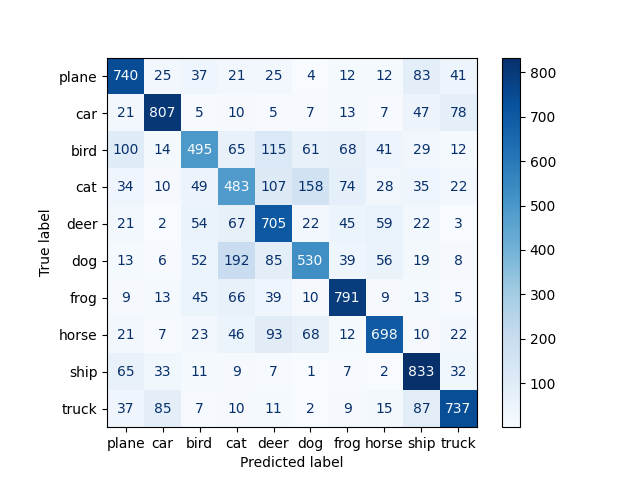 plane 740 25 37 21 25 4 12 12 83 41
car 21 807 5 10 5 7 13 7 47 78
bird 100 14 495 65 115 61 68 41 29 12
cat 34 10 49 483 107 158 74 28 35 22
deer 21 2 54 67 705 22 45 59 22 3
dog 13 6 52 192 85 530 39 56 19 8
frog 9 13 45 66 39 10 791 9 13 5
horse 21 7 23 46 93 68 12 698 10 22
ship 65 33 11 9 7 1 7 2 833 32
truck 37 85 7 10 11 2 9 15 87 737
plane car bird cat deer dog frog horse ship truck
Predicted label
True label
800
700
600
500
400
300
200
100